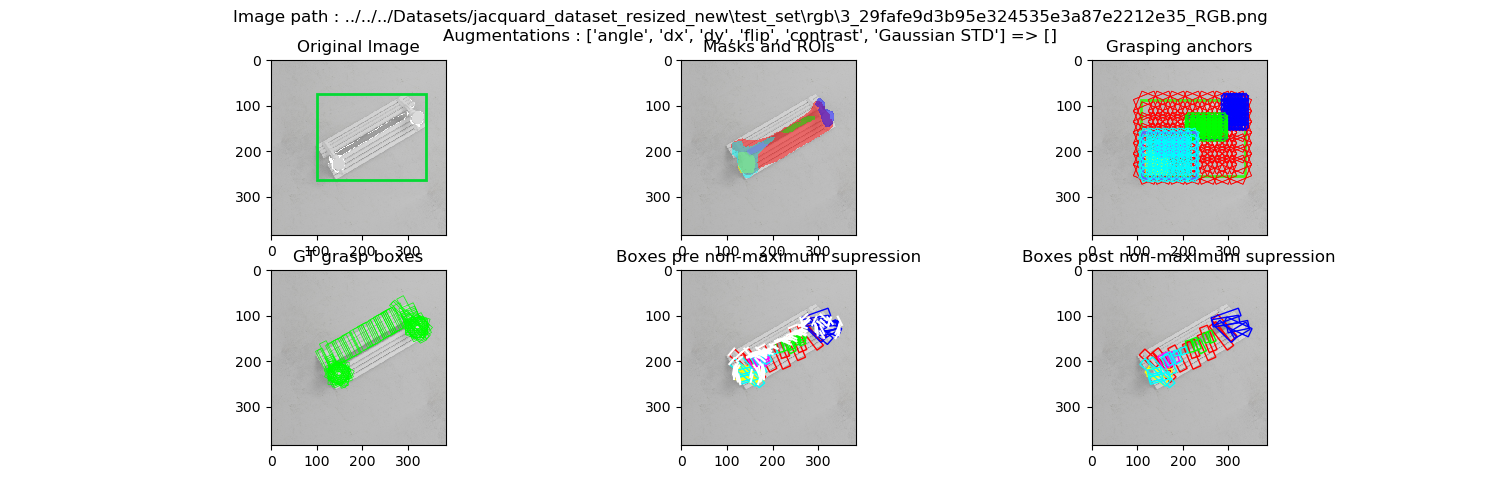 Image path : ../../../Datasets/jacquard_dataset_resized_new\test_set\rgb\3_29fafe9d3b95e324535e3a87e2212e35_RGB.png
Augmentations : ['angle', 'dx', 'dy', 'flip', 'contrast', 'Gaussian STD'] => []
Original Image
Masks and ROIs
Grasping anchors
0
100
200
300
0 100 200 300
0
100
200
300
0 100 200 300
0
100
200
300
0 100 200 300
GT grasp boxes
Boxes pre non-maximum supression
Boxes post non-maximum supression
0
100
200
300
0 100 200 300
0
100
200
300
0 100 200 300
0
100
200
300
0 100 200 300